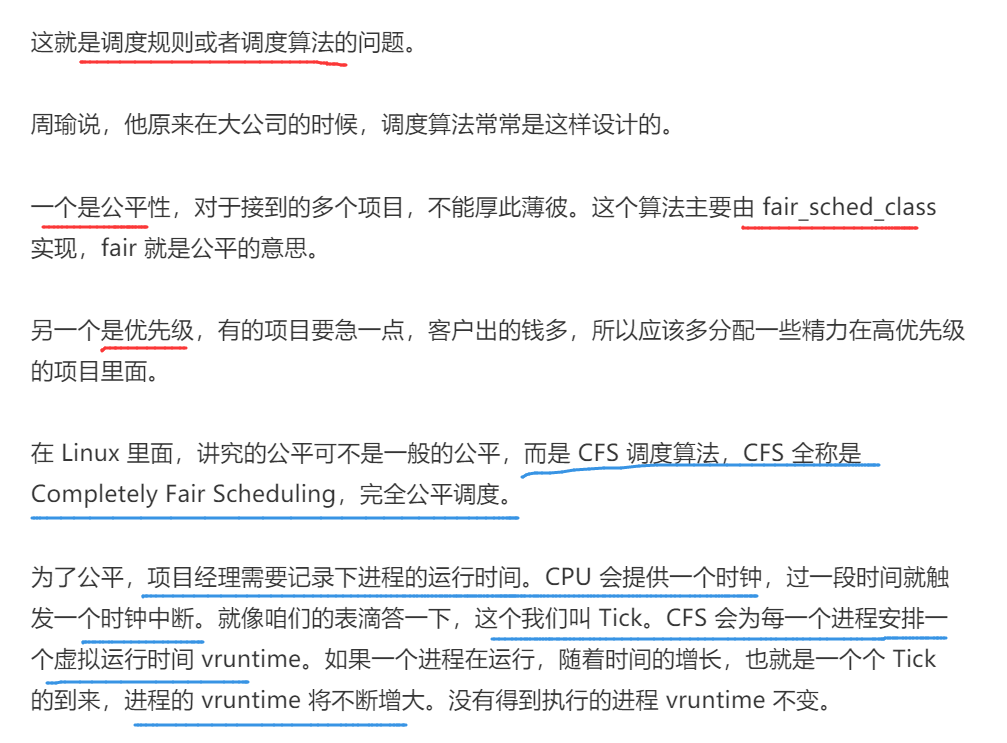 这就是调度规则或者调度算法的问题。
周瑜说，他原来在大公司的时候，调度算法常常是这样设计的。
一个是公平性，对于接到的多个项目，不能厚此薄彼。这个算法主要由 fair_sched_class
实现，fair 就是公平的意思。
另一个是优先级，有的项目要急一点，客户出的钱多，所以应该多分配一些精力在高优先级
的项目里面。
在 Linux 里面，讲究的公平可不是一般的公平，而是 CFS 调度算法，CFS 全称是
Completely Fair Scheduling，完全公平调度。
为了公平，项目经理需要记录下进程的运行时间。CPU 会提供一个时钟，过一段时间就触
发一个时钟中断。就像咱们的表滴答一下，这个我们叫 Tick。CFS 会为每一个进程安排一
个虚拟运行时间 vruntime。如果一个进程在运行，随着时间的增长，也就是一个个 Tick
的到来，进程的 vruntime 将不断增大。没有得到执行的进程 vruntime 不变。